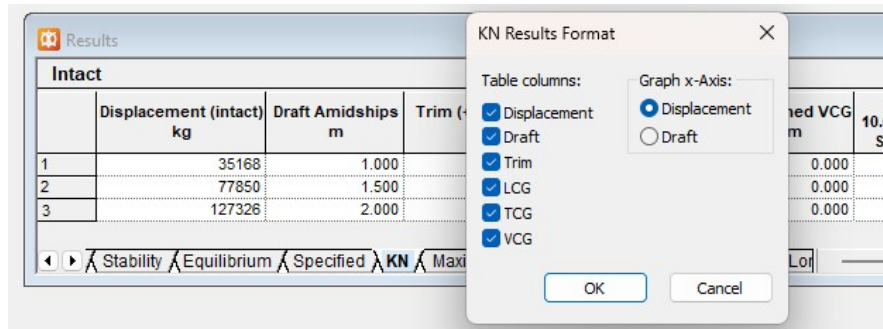 Results
Intact
Displacement (intact) kg Draft Amidships m Trim (+ ned VCG m 10.
1 35168 1.000 0.000
2 77850 1.500 0.000
3 127326 2.000 0.000
Stability Equilibrium Specified KN Maxi Lor
KN Results Format
Table columns: Graph x-Axis:
Displacement Displacement
Draft Draft
Trim
LCG
TCG
VCG
OK Cancel